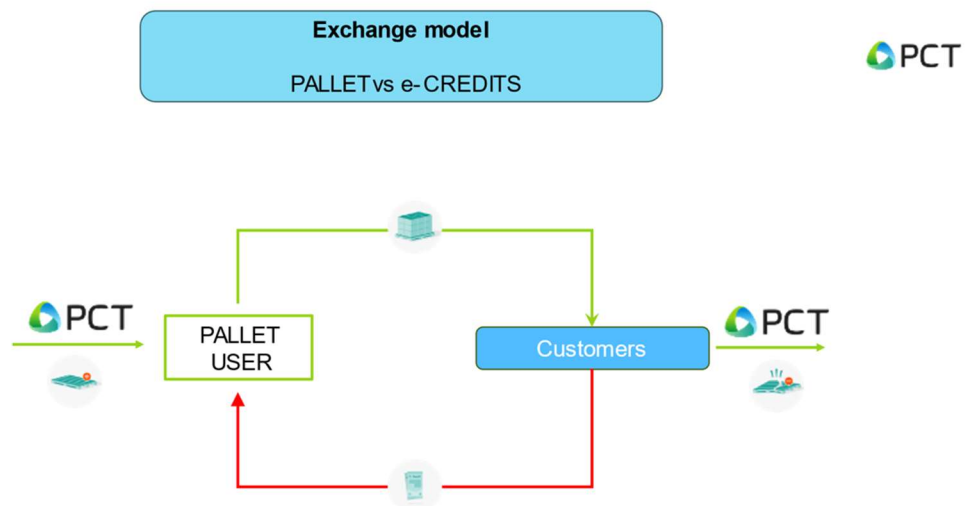 Exchange model
PALLET vs e- CREDITS
PCT
PCT
PALLET
USER
Customers
PCT